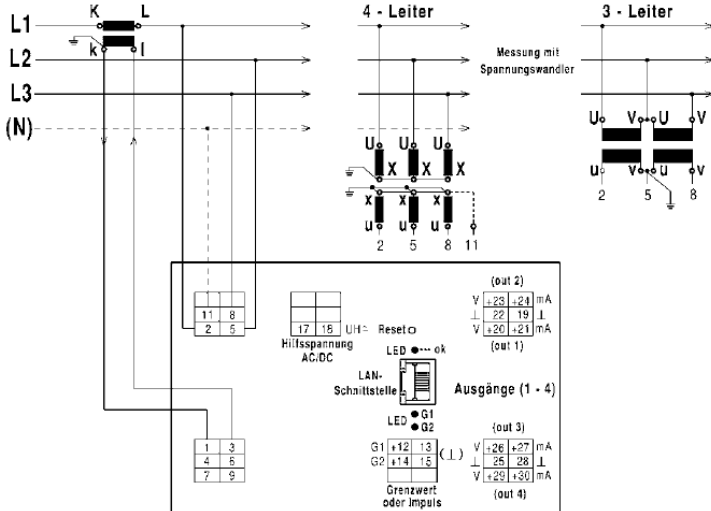 K L 4 - Leiter 3 - Leiter
L1
k l
L2 Messung mit
Spannungswandler
L3
U V U V
(N)
U U U
X X X
u v u v
2 5 8
x x x
u u u
2 5 8 11
(out 2)
V +23 +24 mA
11 8 ⊥ 22 19 ⊥
2 5 17 18 UH≂ Reset V +20 +21 mA
Hilfsspannung (out 1)
AC/DC
LED ok
LAN-
Schnittstelle Ausgänge (1 - 4)
LED G1
G2
(out 3)
1 3 G1 +12 13 (⊥) V +26 +27 mA
4 6 G2 +14 15 ⊥ 25 28 ⊥
7 9 V +29 +30 mA
Grenzwert (out 4)
oder Impuls